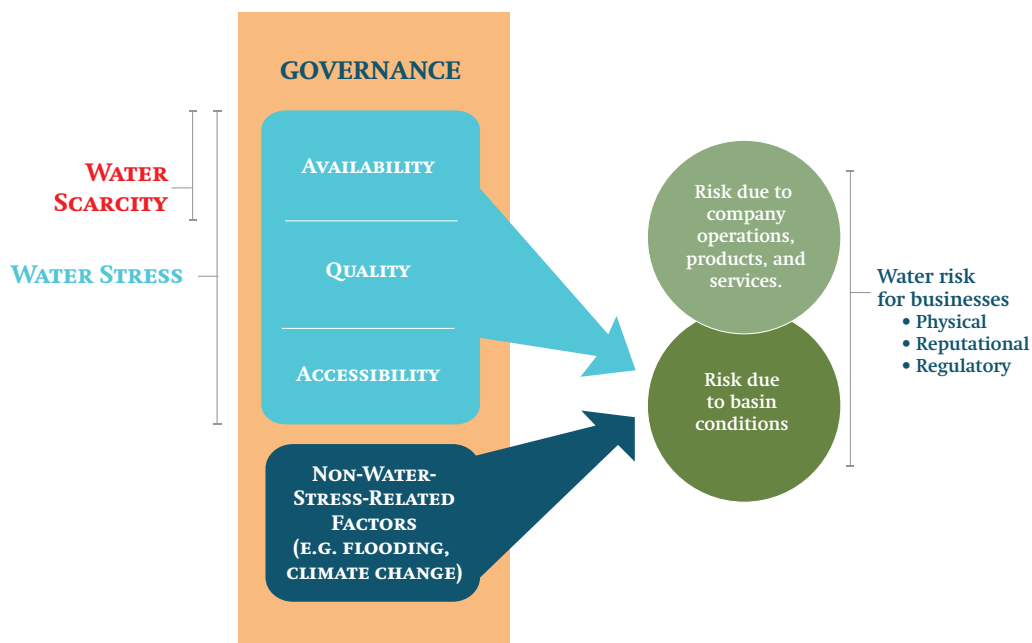 GOVERNANCE
WATER
SCARCITY
WATER STRESS
AVAILABILITY
QUALITY
ACCESSIBILITY
NON-WATER-
STRESS-RELATED
FACTORS
(E.G. FLOODING,
CLIMATE CHANGE)
Risk due to
company
operations,
products, and
services.
Risk due
to basin
conditions
Water risk
for businesses
• Physical
• Reputational
• Regulatory